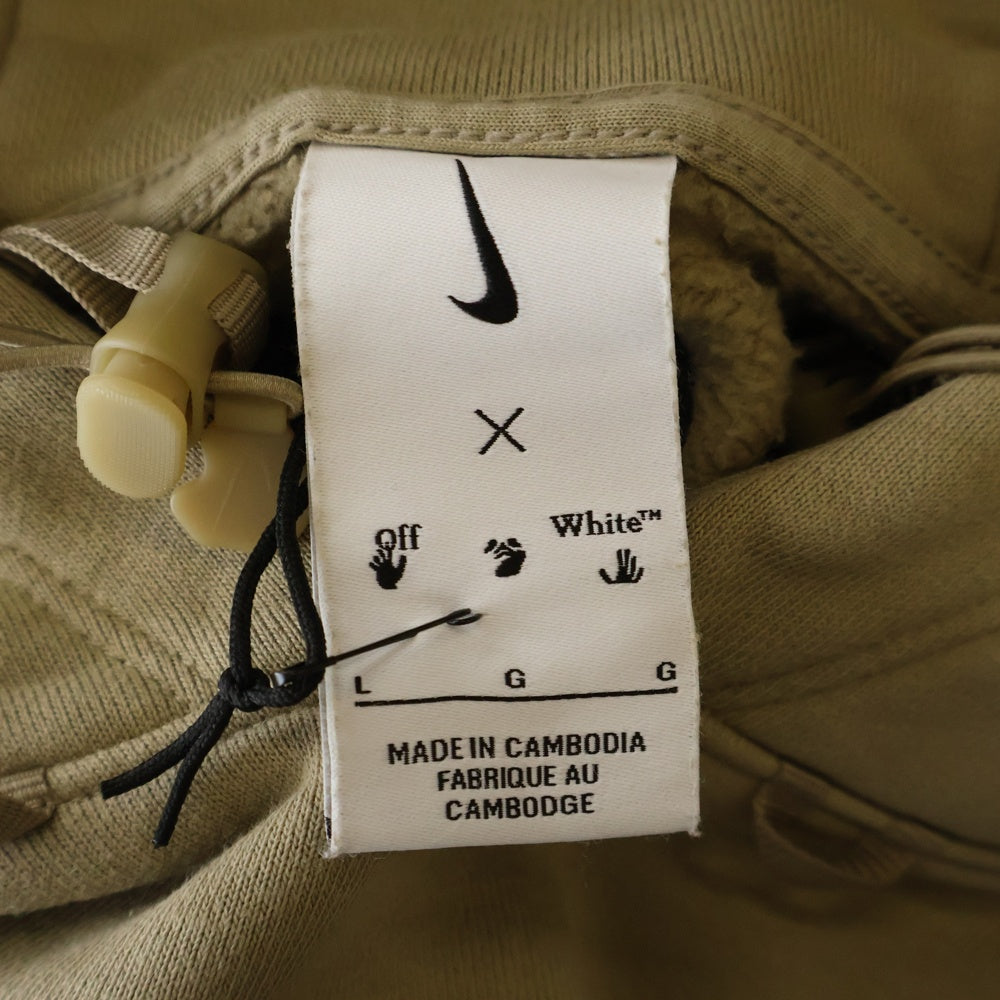 ×
Off White™
L G G
MADE IN CAMBODIA
FABRIQUE AU
CAMBODGE